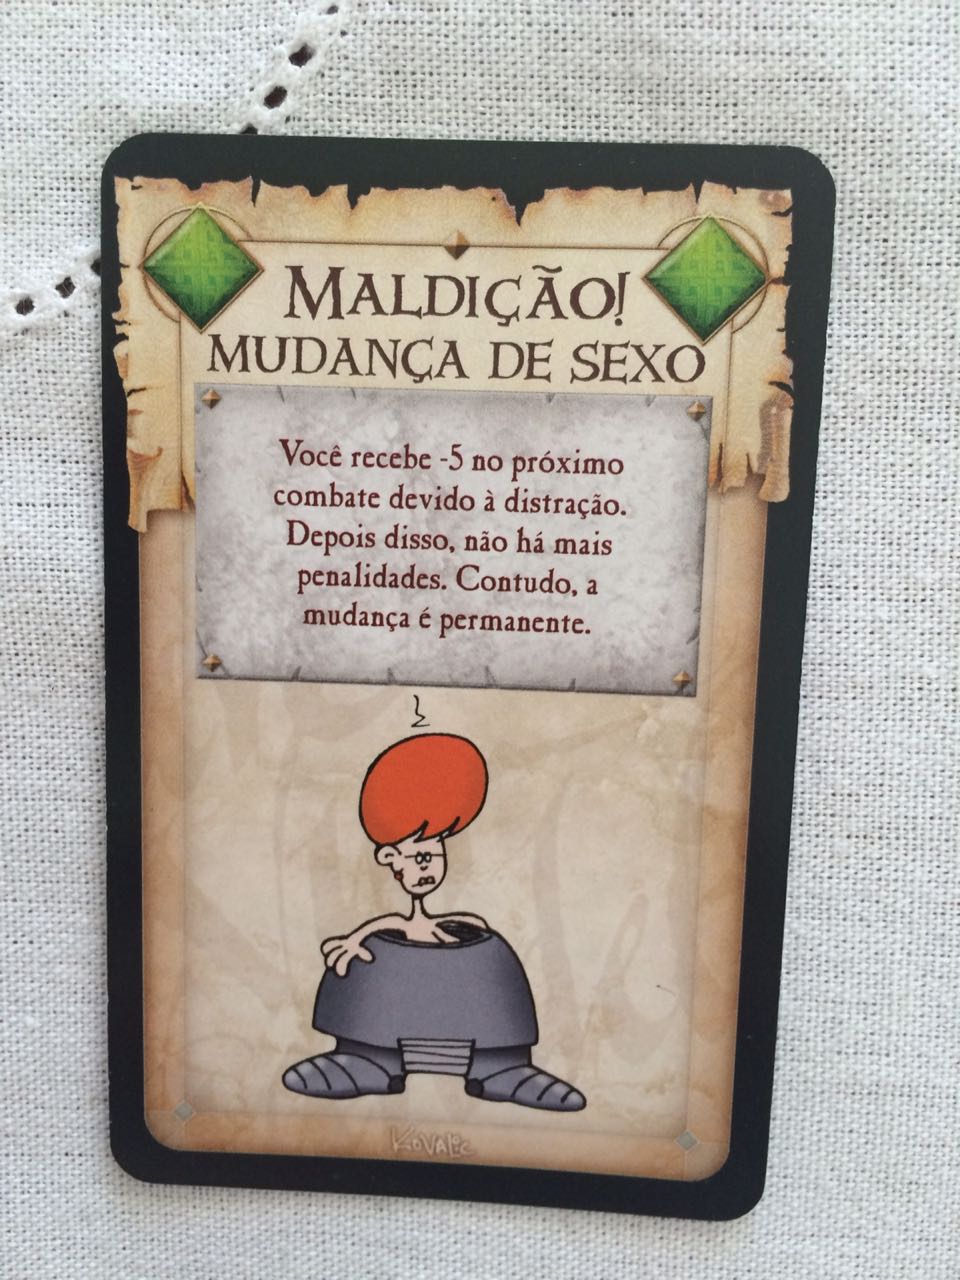 MALDIÇÃO!
MUDANÇA DE SEXO
Você recebe -5 no próximo
combate devido à distração.
Depois disso, não há mais
penalidades. Contudo, a
mudança é permanente.
KOVALIC